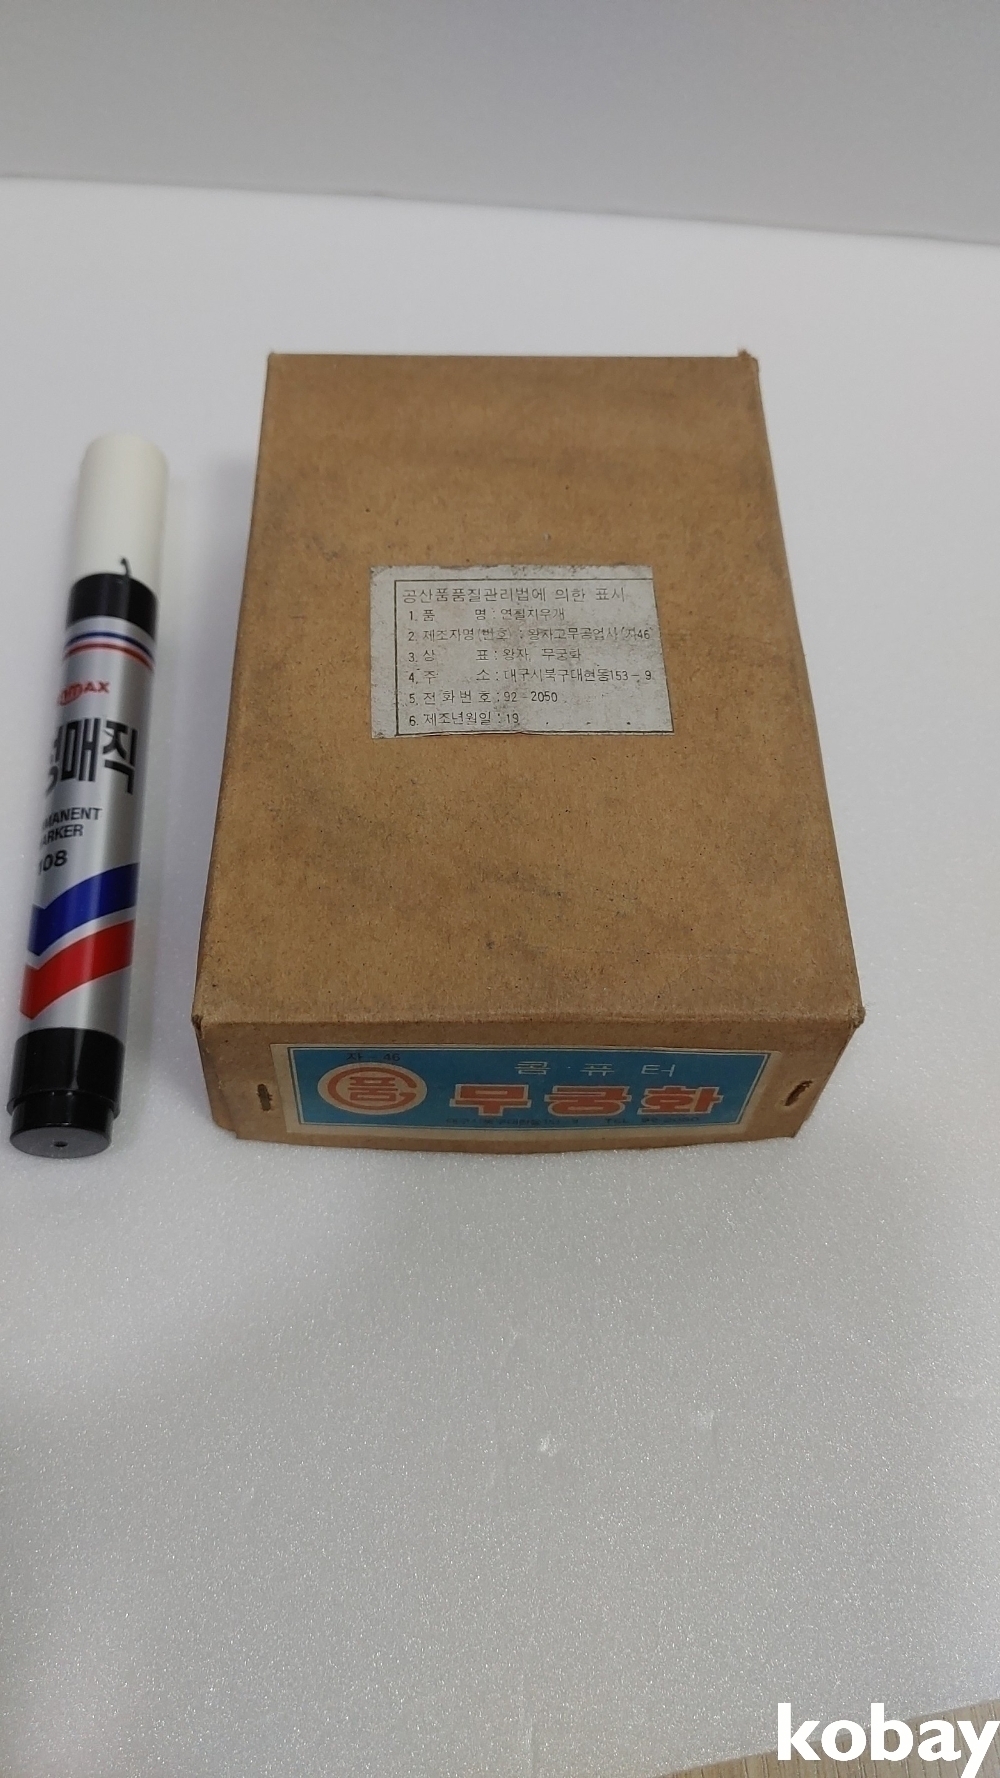 공산품품질관리법에 의한 표시
1. 품 명 : 연필지우개
2. 제조자명(번호) : 왕자고무공업사(자46
3. 상 표 : 왕자, 무궁화
4. 주 소 : 대구시북구대현동153-9
5. 전화번호 : 92-2050
6. 제조년월일 : 19
자-46
품
콤퓨터
무궁화
매직
108
kobay